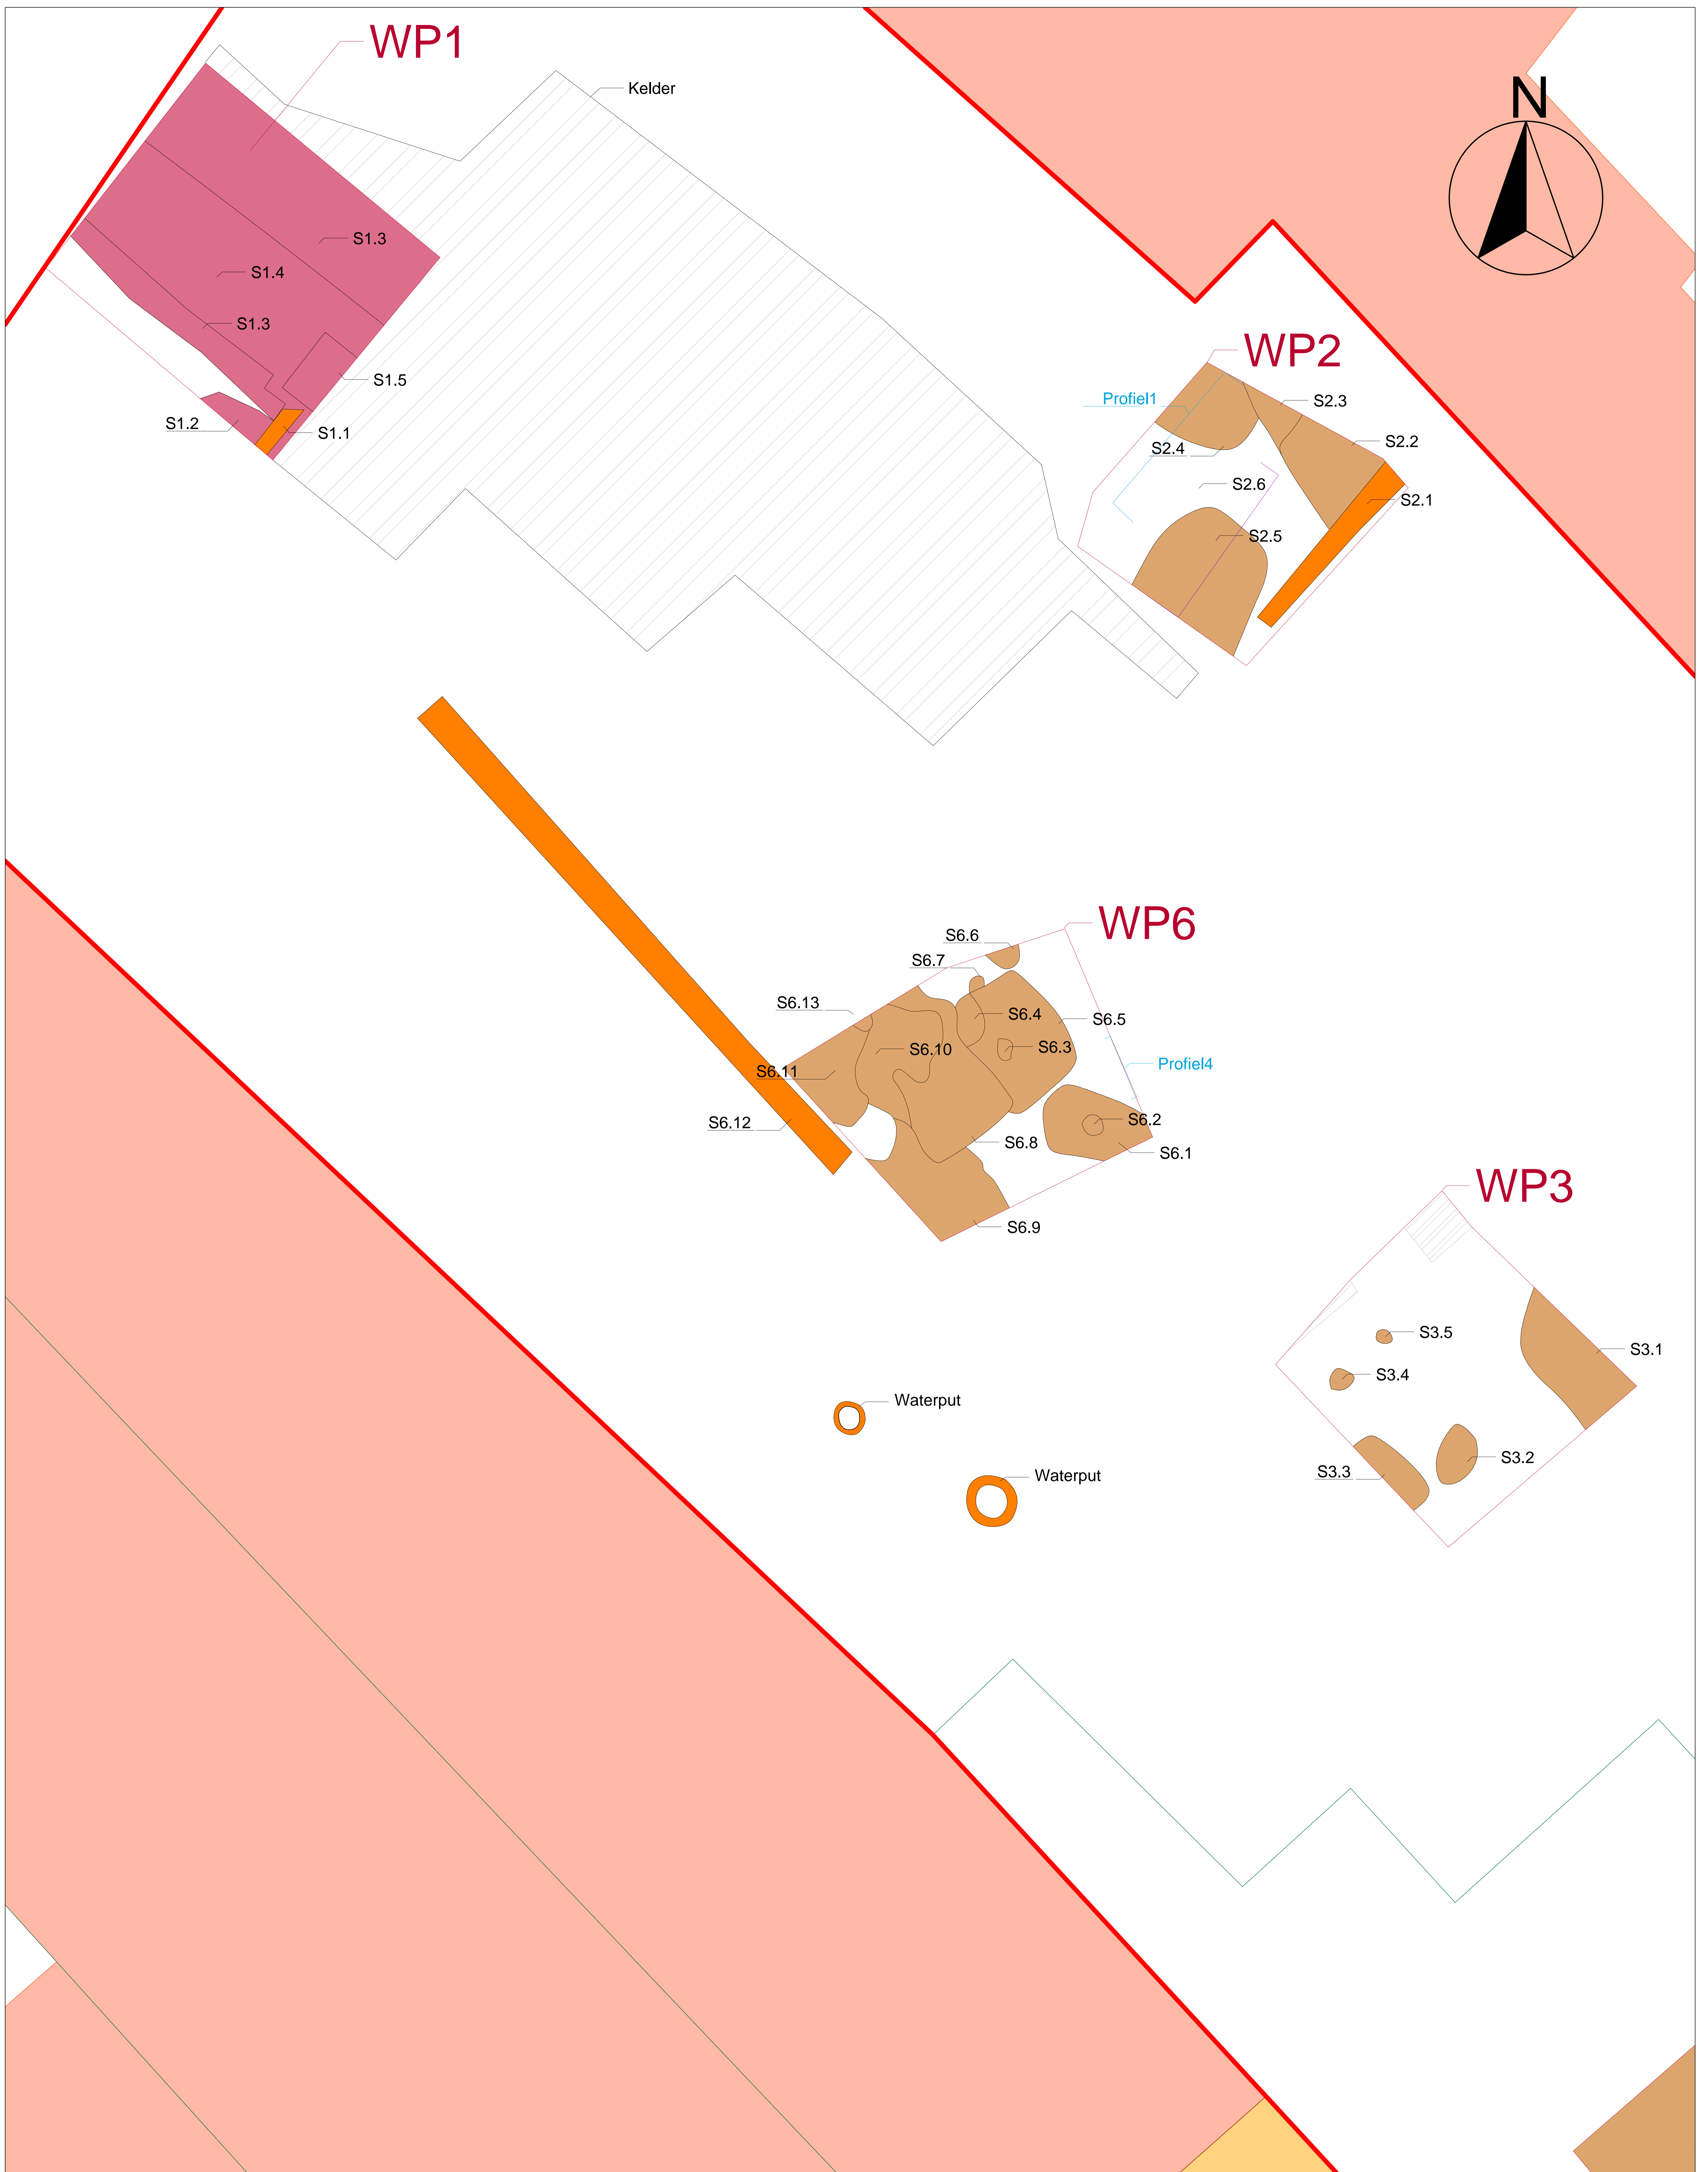 WP1
Kelder
N
S1.3
S1.4
S1.3
S1.5
S1.2
S1.1
WP2
Profiel1
S2.3
S2.4
S2.2
S2.6
S2.1
S2.5
WP6
S6.6
S6.7
S6.13
S6.4
S6.5
S6.10
S6.3
S6.11
Profiel4
S6.12
S6.2
S6.8
S6.1
S6.9
WP3
S3.5
S3.1
S3.4
S3.2
S3.3
Waterput
Waterput